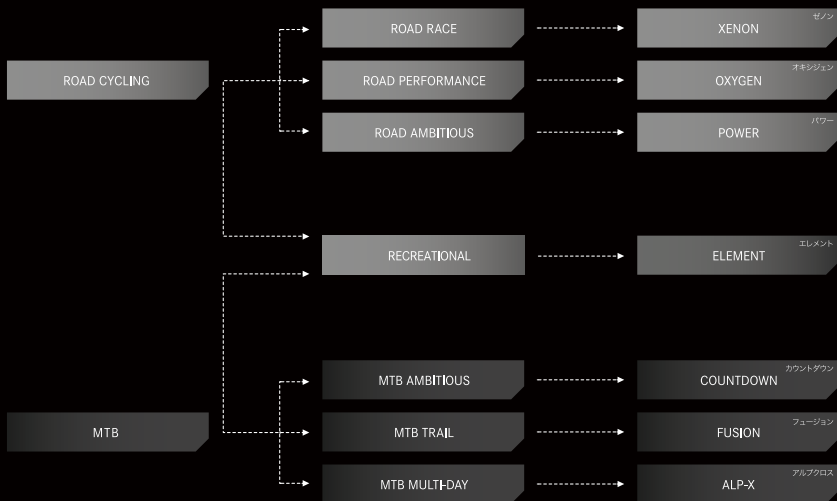 ROAD CYCLING
ROAD RACE
ゼノン
XENON
ROAD PERFORMANCE
オキシジェン
OXYGEN
ROAD AMBITIOUS
パワー
POWER
RECREATIONAL
エレメント
ELEMENT
MTB
MTB AMBITIOUS
カウントダウン
COUNTDOWN
MTB TRAIL
フュージョン
FUSION
MTB MULTI-DAY
アルプクロス
ALP-X